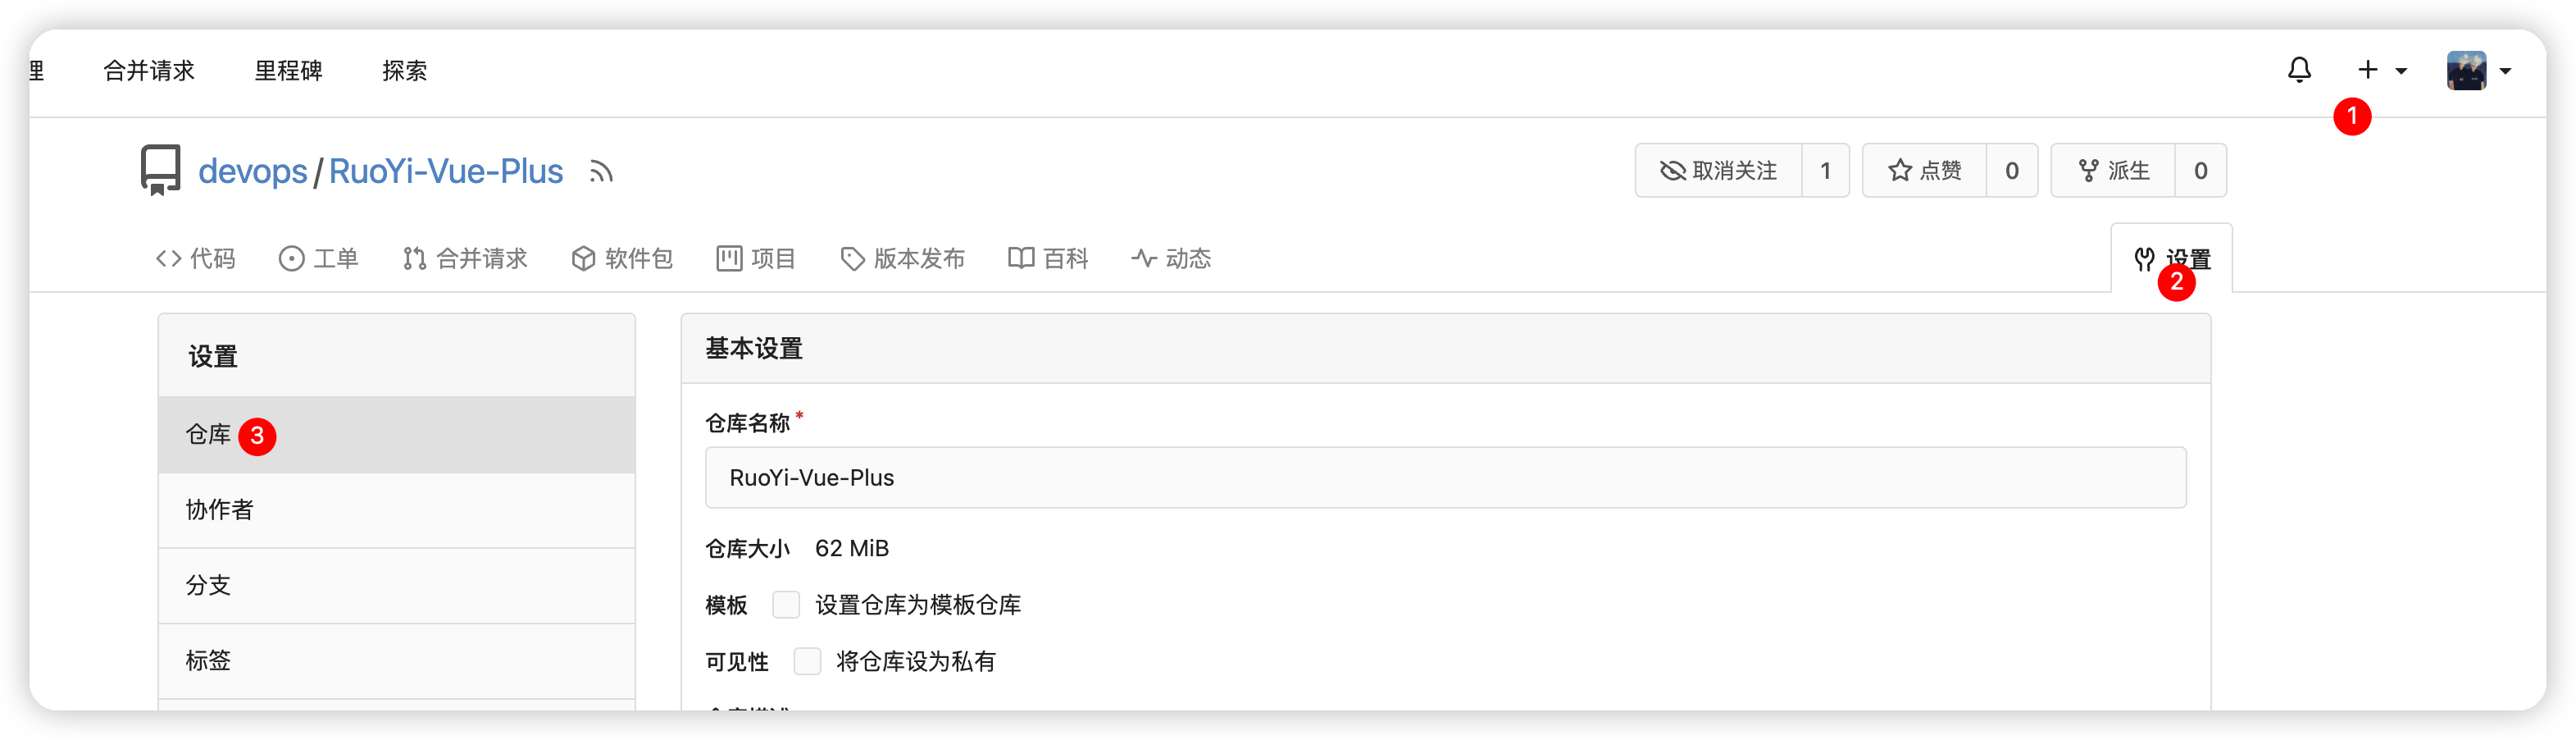 理 合并请求 里程碑 探索
1
devops/RuoYi-Vue-Plus 取消关注 1 点赞 0 派生 0
代码 工单 合并请求 软件包 项目 版本发布 百科 动态 设置
2
设置
仓库 3
协作者
分支
标签
基本设置
仓库名称 *
RuoYi-Vue-Plus
仓库大小 62 MiB
模板 设置仓库为模板仓库
可见性 将仓库设为私有